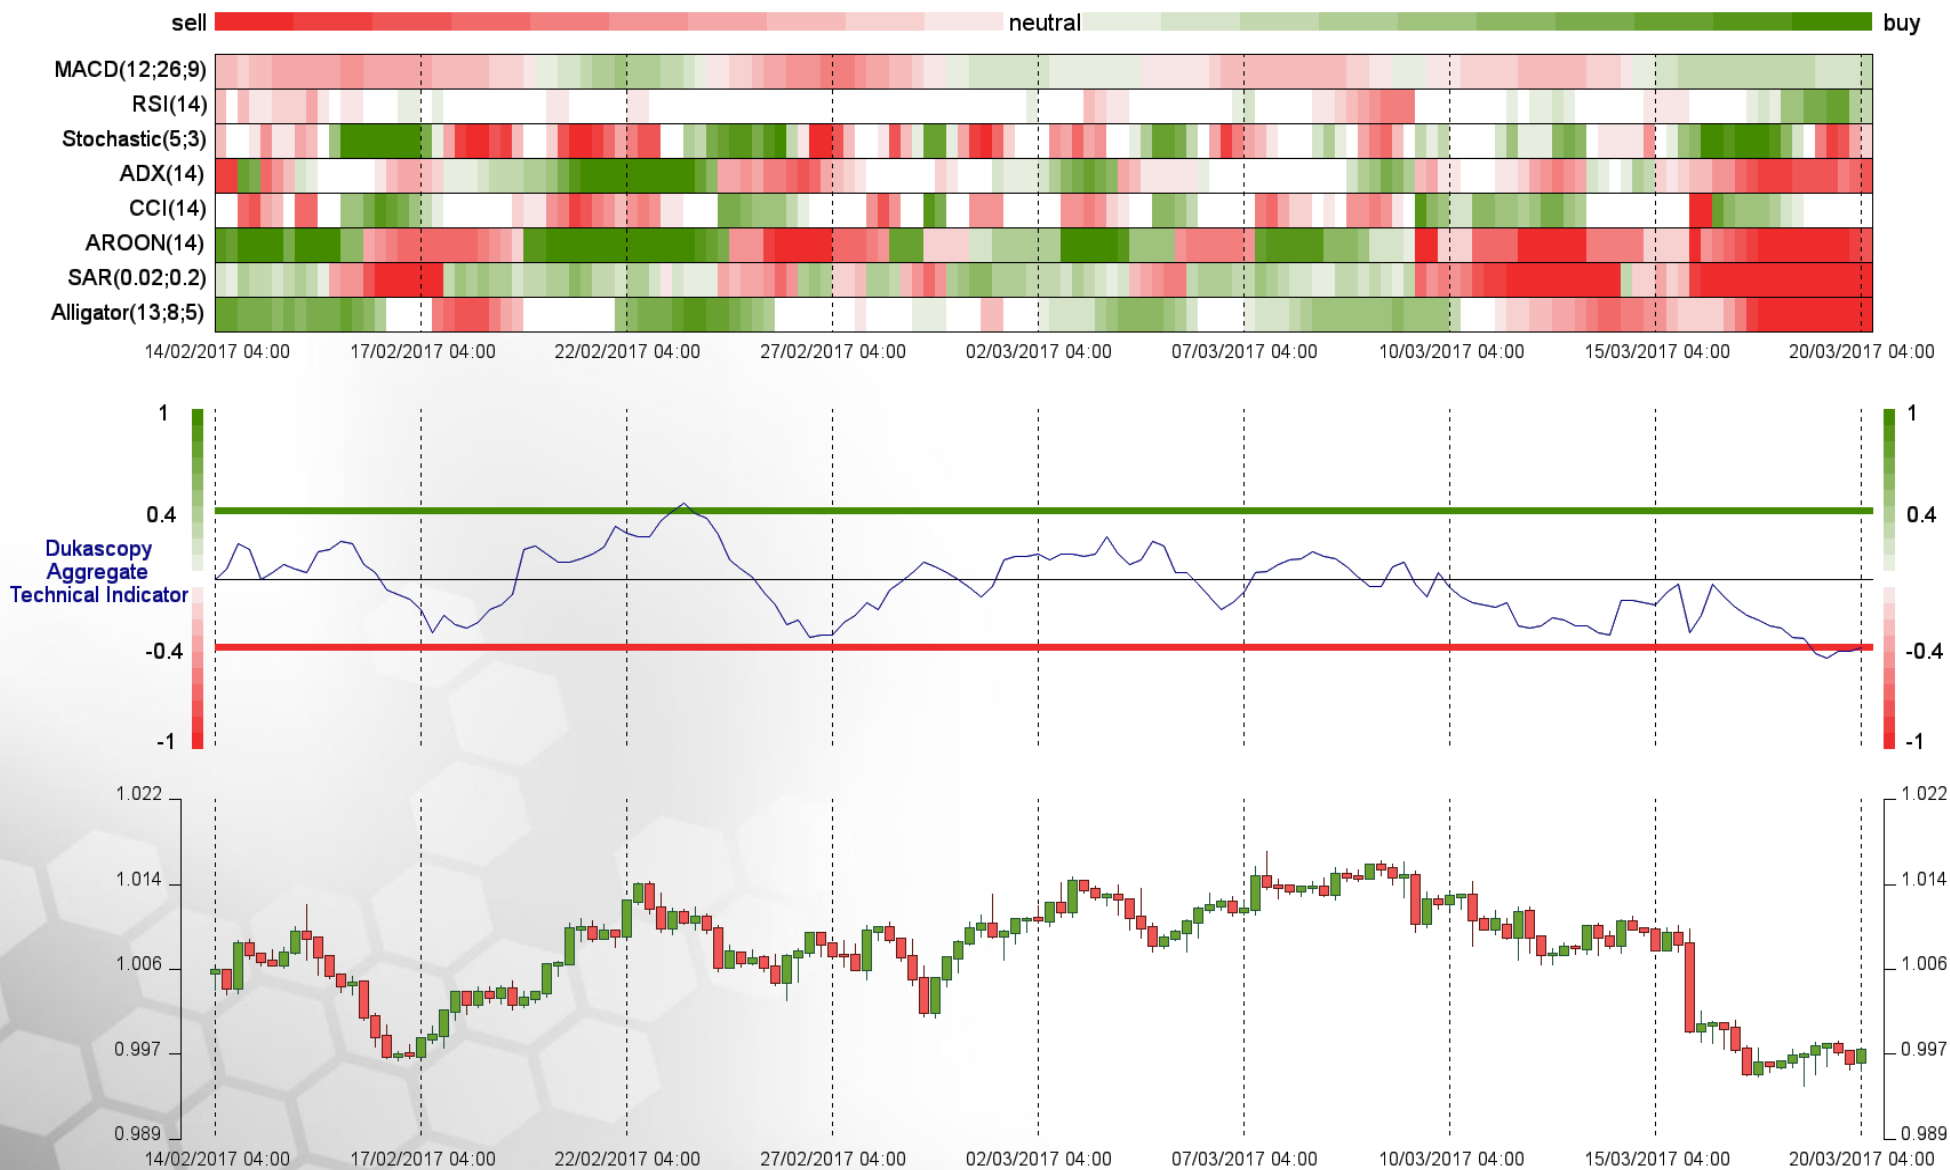 sell neutral buy
MACD(12;26;9)
RSI(14)
Stochastic(5;3)
ADX(14)
CCI(14)
AROON(14)
SAR(0.02;0.2)
Alligator(13;8;5)
14/02/2017 04:00 17/02/2017 04:00 22/02/2017 04:00 27/02/2017 04:00 02/03/2017 04:00 07/03/2017 04:00 10/03/2017 04:00 15/03/2017 04:00 20/03/2017 04:00
1 1
0.4 0.4
Dukascopy
Aggregate
Technical Indicator
-0.4 -0.4
-1 -1
1.022 1.022
1.014 1.014
1.006 1.006
0.997 0.997
0.989 0.989
14/02/2017 04:00 17/02/2017 04:00 22/02/2017 04:00 27/02/2017 04:00 02/03/2017 04:00 07/03/2017 04:00 10/03/2017 04:00 15/03/2017 04:00 20/03/2017 04:00